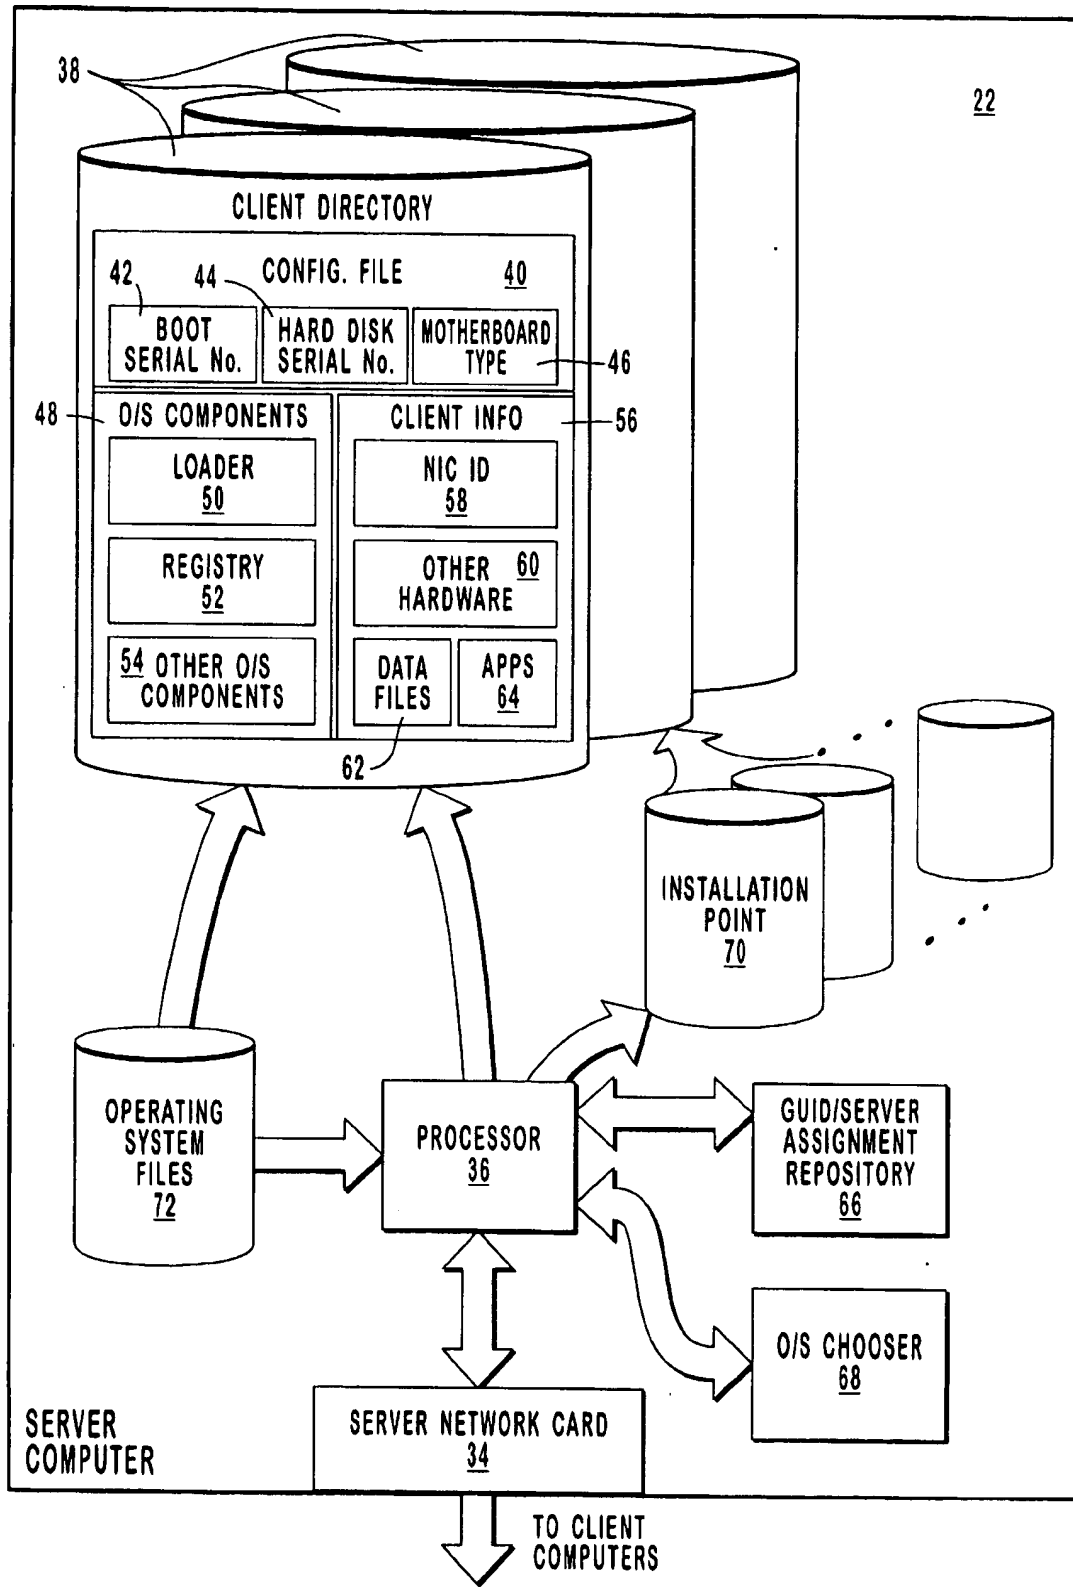 38
22
CLIENT DIRECTORY
CONFIG. FILE
40
42
44
BOOT
SERIAL No.
HARD DISK
SERIAL No.
MOTHERBOARD
TYPE
46
48
O/S COMPONENTS
LOADER
50
REGISTRY
52
54 OTHER O/S
COMPONENTS
CLIENT INFO
56
NIC ID
58
OTHER 60
HARDWARE
DATA
FILES
62
APPS
64
INSTALLATION
POINT
70
OPERATING
SYSTEM
FILES
72
PROCESSOR
36
GUID/SERVER
ASSIGNMENT
REPOSITORY
66
O/S CHOOSER
68
SERVER
COMPUTER
SERVER NETWORK CARD
34
TO CLIENT
COMPUTERS